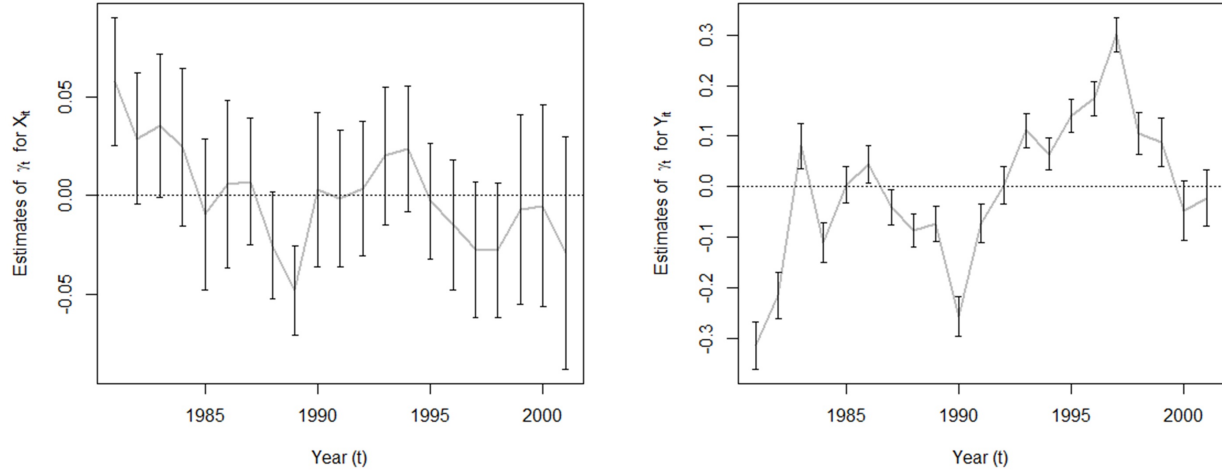 Estimates of γt for Xit
0.05
0.00
-0.05
1985 1990 1995 2000
Year (t)
Estimates of γt for Yit
0.3
0.2
0.1
0.0
-0.1
-0.2
-0.3
1985 1990 1995 2000
Year (t)